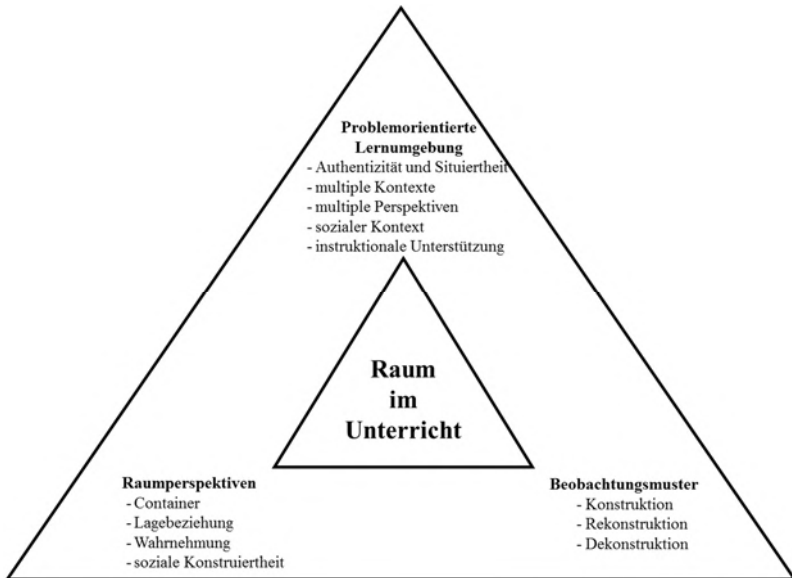 Problemorientierte
Lernumgebung
- Authentizität und Situiertheit
- multiple Kontexte
- multiple Perspektiven
- sozialer Kontext
- instruktionale Unterstützung
Raum
im
Unterricht
Raumperspektiven
- Container
- Lagebeziehung
- Wahrnehmung
- soziale Konstruiertheit
Beobachtungsmuster
- Konstruktion
- Rekonstruktion
- Dekonstruktion